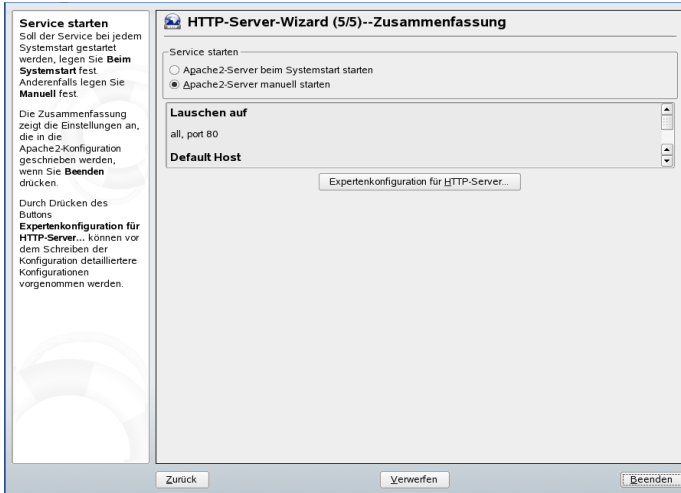 Service starten
Soll der Service bei jedem
Systemstart gestartet
werden, legen Sie Beim
Systemstart fest.
Anderenfalls legen Sie
Manuell fest.
Die Zusammenfassung
zeigt die Einstellungen an,
die in die
Apache2-Konfiguration
geschrieben werden,
wenn Sie Beenden
drücken.
Durch Drücken des
Buttons
Expertenkonfiguration für
HTTP-Server... können vor
dem Schreiben der
Konfiguration detailliertere
Konfigurationen
vorgenommen werden.
HTTP-Server-Wizard (5/5)--Zusammenfassung
Service starten
Apache2-Server beim Systemstart starten
Apache2-Server manuell starten
Lauschen auf
all, port 80
Default Host
Expertenkonfiguration für HTTP-Server...
Zurück
Verwerfen
Beenden